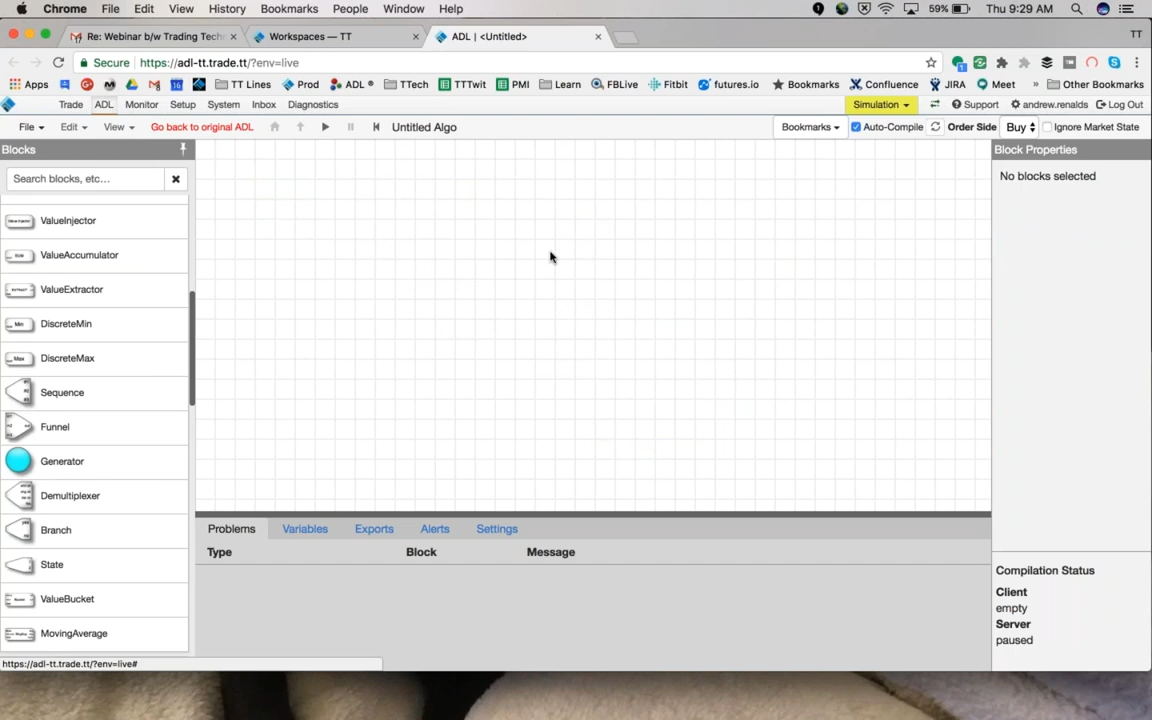 Chrome File Edit View History Bookmarks People Window Help 59% Thu 9:29 AM
Re: Webinar b/w Trading Tech × Workspaces — TT × ADL | <Untitled> × TT
Secure https://adl-tt.trade.tt/?env=live
Apps TT Lines Prod ADL ® TTech TTTwit PMI Learn FBLive Fitbit futures.io Bookmarks Confluence JIRA Meet » Other Bookmarks
Trade ADL Monitor Setup System Inbox Diagnostics Simulation Support andrew.renalds Log Out
File Edit View Go back to original ADL Untitled Algo Bookmarks Auto-Compile Order Side Buy Ignore Market State
Blocks
Block Properties
Search blocks, etc...
No blocks selected
ValueInjector
ValueAccumulator
ValueExtractor
DiscreteMin
DiscreteMax
Sequence
Funnel
Generator
Demultiplexer
Branch
State
ValueBucket
MovingAverage
https://adl-tt.trade.tt/?env=live#
Problems Variables Exports Alerts Settings
Type Block Message
Compilation Status
Client
empty
Server
paused